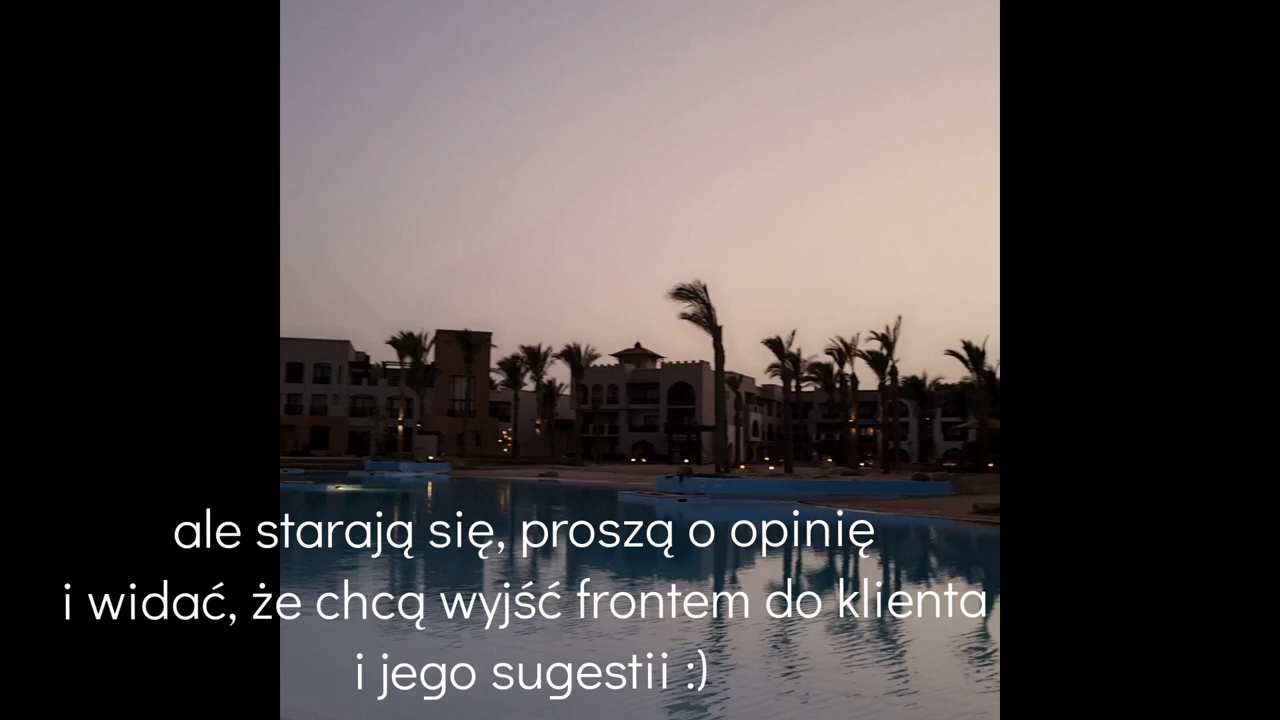 ale starają się, proszą o opinię
i widać, że chcą wyjść frontem do klienta
i jego sugestii :)